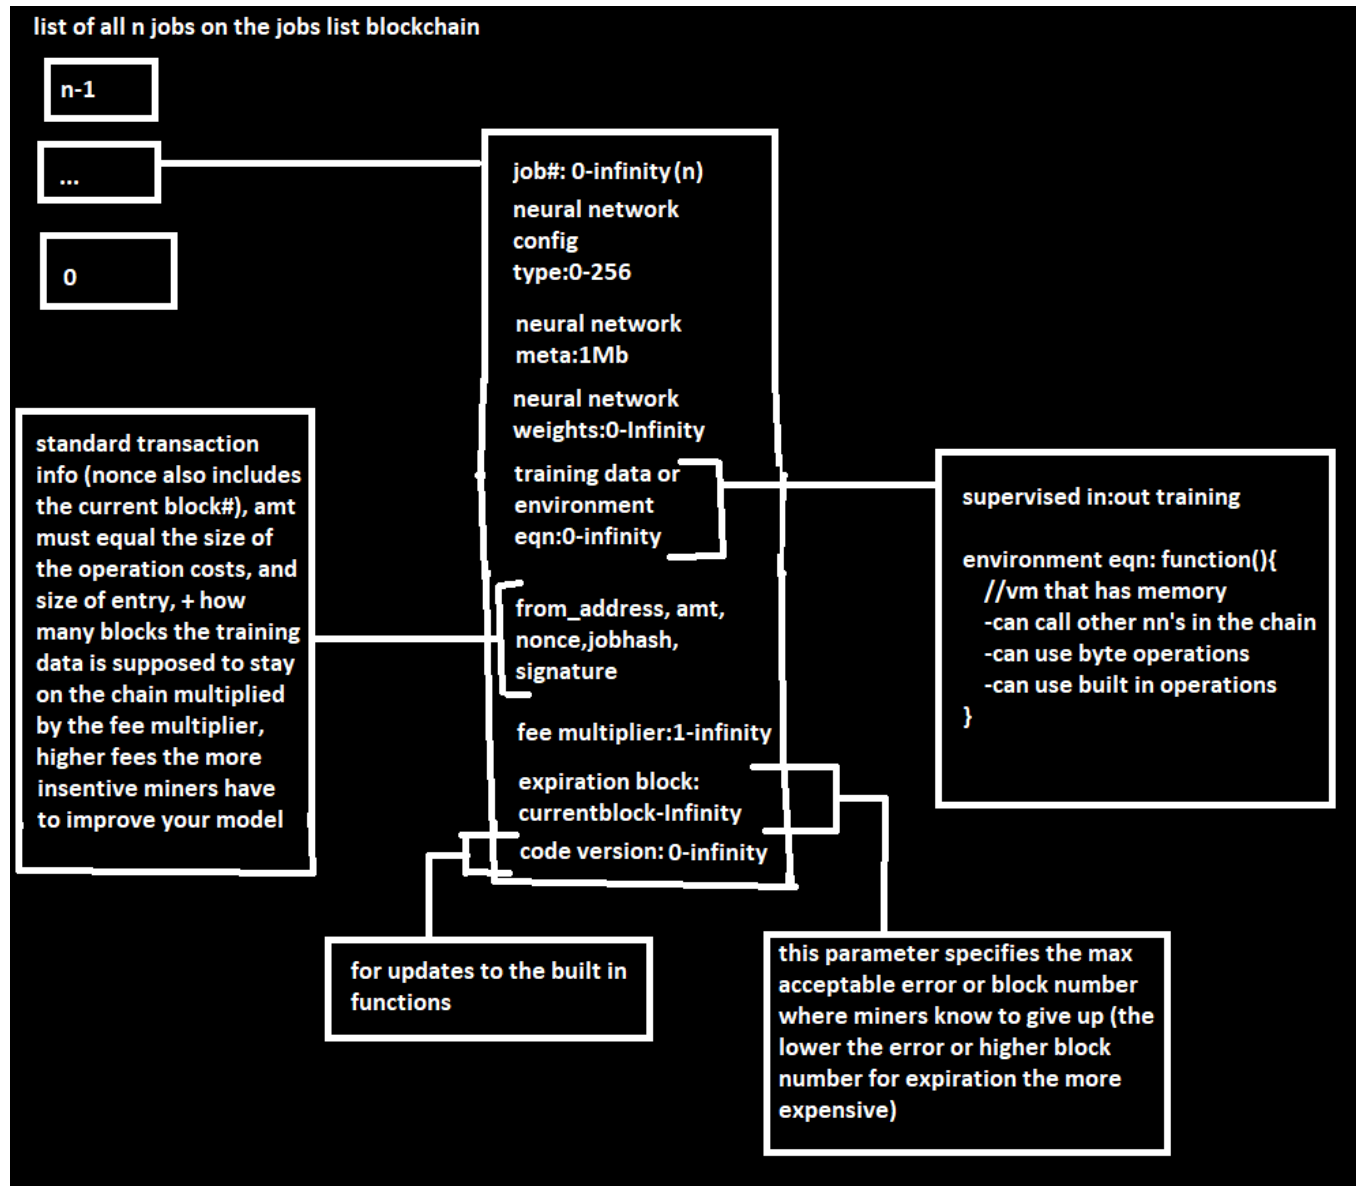 list of all n jobs on the jobs list blockchain
n-1
...
0
job#: 0-infinity(n)
neural network
config
type:0-256
neural network
meta:1Mb
neural network
weights:0-Infinity
training data or
environment
eqn:0-infinity
from_address, amt,
nonce,jobhash,
signature
fee multiplier:1-infinity
expiration block:
currentblock-Infinity
code version: 0-infinity
standard transaction
info (nonce also includes
the current block#), amt
must equal the size of
the operation costs, and
size of entry, + how
many blocks the training
data is supposed to stay
on the chain multiplied
by the fee multiplier,
higher fees the more
insentive miners have
to improve your model
supervised in:out training
environment eqn: function(){
//vm that has memory
-can call other nn's in the chain
-can use byte operations
-can use built in operations
}
for updates to the built in
functions
this parameter specifies the max
acceptable error or block number
where miners know to give up (the
lower the error or higher block
number for expiration the more
expensive)